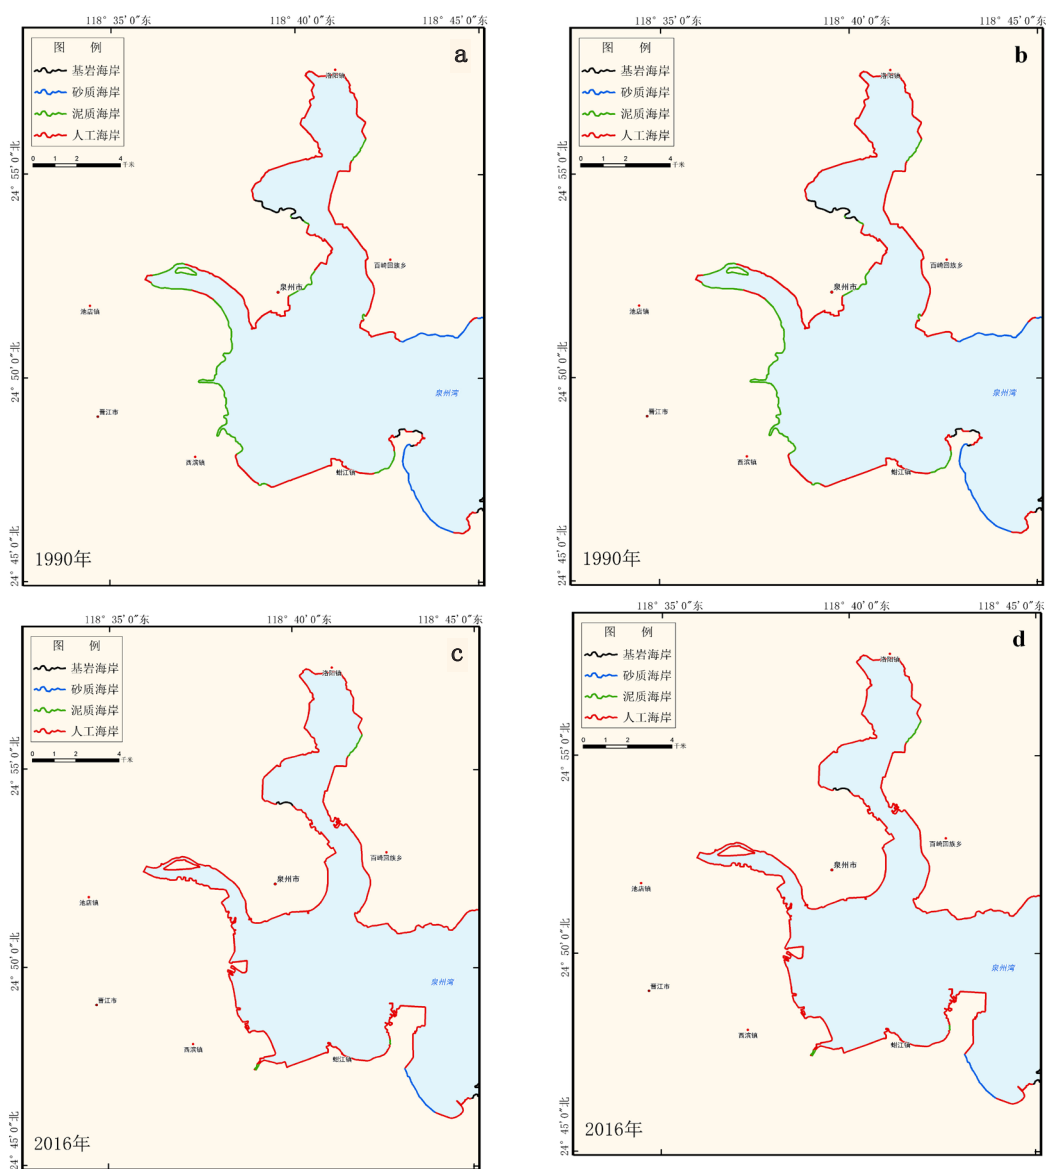 118° 35′ 0″东 118° 40′ 0″东 118° 45′ 0″东
a
图 例
基岩海岸
砂质海岸
泥质海岸
人工海岸
0 1 2 4 千米
洛阳镇
24° 55′ 0″北
百崎回族乡
泉州市
池店镇
24° 50′ 0″北
泉州湾
晋江市
西滨镇
蚶江镇
24° 45′ 0″北
1990年
118° 35′ 0″东 118° 40′ 0″东 118° 45′ 0″东
b
图 例
基岩海岸
砂质海岸
泥质海岸
人工海岸
0 1 2 4 千米
洛阳镇
24° 55′ 0″北
百崎回族乡
泉州市
池店镇
24° 50′ 0″北
泉州湾
晋江市
西滨镇
蚶江镇
24° 45′ 0″北
1990年
118° 35′ 0″东 118° 40′ 0″东 118° 45′ 0″东
c
图 例
基岩海岸
砂质海岸
泥质海岸
人工海岸
0 1 2 4 千米
洛阳镇
24° 55′ 0″北
百崎回族乡
泉州市
池店镇
24° 50′ 0″北
泉州湾
晋江市
西滨镇
蚶江镇
24° 45′ 0″北
2016年
118° 35′ 0″东 118° 40′ 0″东 118° 45′ 0″东
d
图 例
基岩海岸
砂质海岸
泥质海岸
人工海岸
0 1 2 4 千米
洛阳镇
24° 55′ 0″北
百崎回族乡
泉州市
池店镇
24° 50′ 0″北
泉州湾
晋江市
西滨镇
蚶江镇
24° 45′ 0″北
2016年